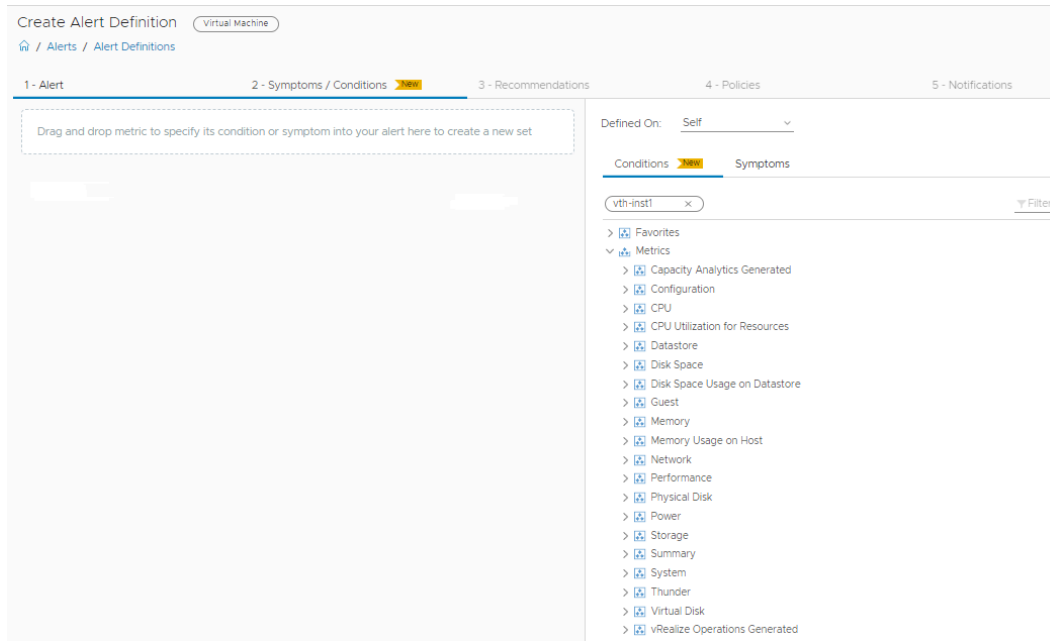 Create Alert Definition Virtual Machine
/ Alerts / Alert Definitions
1 - Alert 2 - Symptoms / Conditions New 3 - Recommendations 4 - Policies 5 - Notifications
Drag and drop metric to specify its condition or symptom into your alert here to create a new set
Defined On: Self
Conditions New Symptoms
vth-inst1 × Filter
Favorites
Metrics
Capacity Analytics Generated
Configuration
CPU
CPU Utilization for Resources
Datastore
Disk Space
Disk Space Usage on Datastore
Guest
Memory
Memory Usage on Host
Network
Performance
Physical Disk
Power
Storage
Summary
System
Thunder
Virtual Disk
vRealize Operations Generated